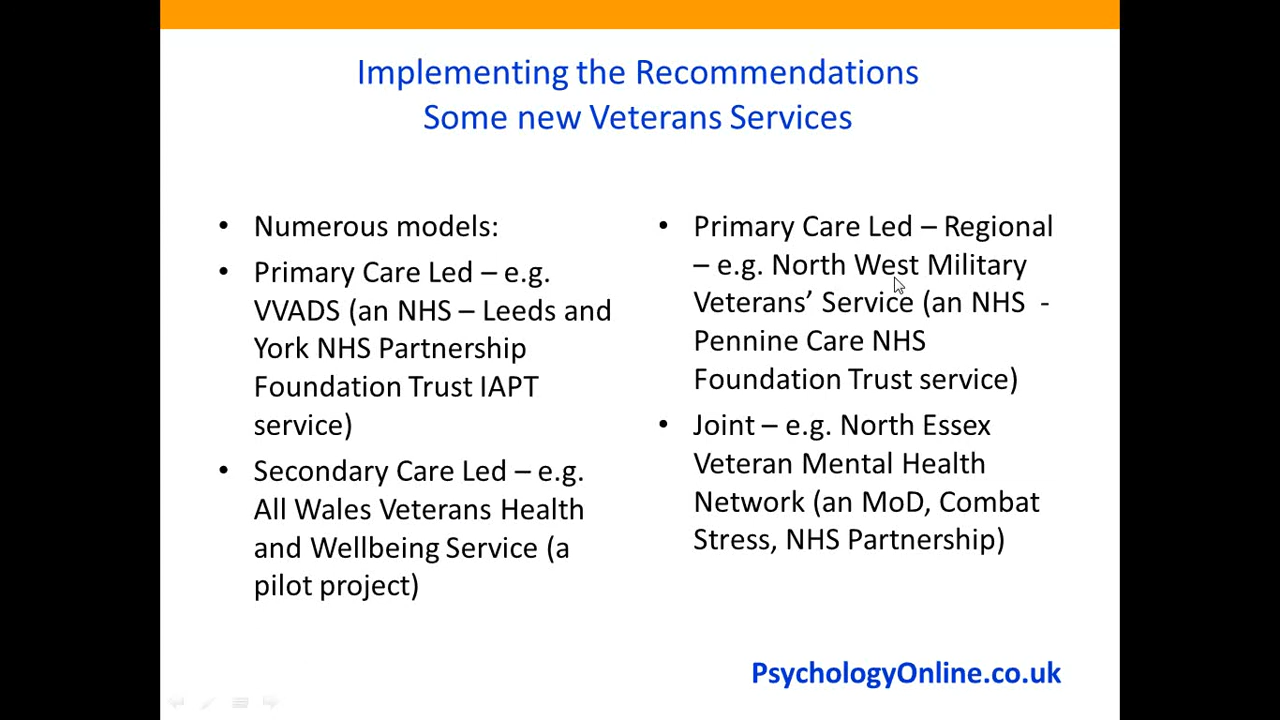 Implementing the Recommendations
Some new Veterans Services
• Numerous models:
• Primary Care Led – e.g.
VVADS (an NHS – Leeds and
York NHS Partnership
Foundation Trust IAPT
service)
• Secondary Care Led – e.g.
All Wales Veterans Health
and Wellbeing Service (a
pilot project)
• Primary Care Led – Regional
– e.g. North West Military
Veterans’ Service (an NHS -
Pennine Care NHS
Foundation Trust service)
• Joint – e.g. North Essex
Veteran Mental Health
Network (an MoD, Combat
Stress, NHS Partnership)
PsychologyOnline.co.uk